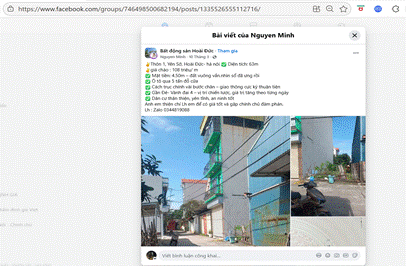 https://www.facebook.com/groups/746498500682194/posts/1335526555112716/
Bài viết của Nguyen Minh
Bất động sản Hoài Đức · Tham gia
Nguyen Minh · 10 Tháng 3
Thôn 1, Yên Sở, Hoài Đức- hà nội ✅ Diện tích: 63m
giá chào : 108 triệu/ m
✅ Mặt tiền: 4.50m – đất vuông vắn nhìn sổ đã ưng rồi
✅ Ô tô qua 5 tấn đổ cửa
✅ Cách trục chính vài bước chân – giao thông cực kỳ thuận tiện
✅ Gần Đê- Vành đai 4 – vị trí chiến lược, giá trị tăng theo từng ngày
✅ Dân cư thân thiện, yên tĩnh, an ninh tốt
Anh em thiện chí Lh em để có giá tốt và gặp chính chủ đàm phán.
Lh : Zalo 0344819088
Viết bình luận công khai...